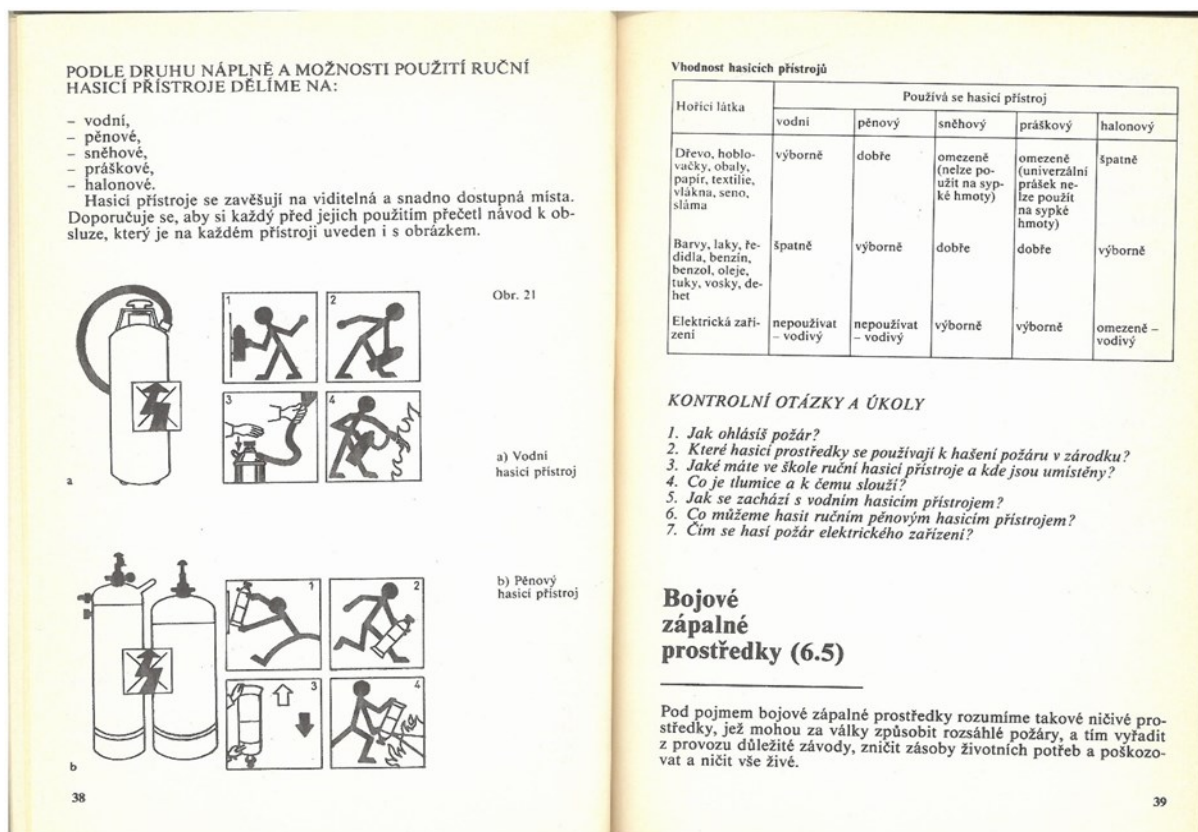 PODLE DRUHU NÁPLNĚ A MOŽNOSTI POUŽITÍ RUČNÍ
HASICÍ PŘÍSTROJE DĚLÍME NA:
– vodní,
– pěnové,
– sněhové,
– práškové,
– halonové.
Hasicí přístroje se zavěšují na viditelná a snadno dostupná místa.
Doporučuje se, aby si každý před jejich použitím přečetl návod k ob-
sluze, který je na každém přístroji uveden i s obrázkem.
1
2
Obr. 21
3
4
a) Vodní
hasicí přístroj
a
1
2
b) Pěnový
hasicí přístroj
3
4
b
38
Vhodnost hasicích přístrojů
Hořící látka
Používá se hasicí přístroj
vodní
pěnový
sněhový
práškový
halonový
Dřevo, hoblo-
vačky, obaly,
papír, textilie,
vlákna, seno,
sláma
výborně
dobře
omezeně
(nelze po-
užít na syp-
ké hmoty)
omezeně
(univerzální
prášek ne-
lze použít
na sypké
hmoty)
špatně
Barvy, laky, ře-
didla, benzín,
benzol, oleje,
tuky, vosky, de-
het
špatně
výborně
dobře
dobře
výborně
Elektrická zaří-
zení
nepoužívat
– vodivý
nepoužívat
– vodivý
výborně
výborně
omezeně –
vodivý
KONTROLNÍ OTÁZKY A ÚKOLY
1. Jak ohlásíš požár?
2. Které hasicí prostředky se používají k hašení požáru v zárodku?
3. Jaké máte ve škole ruční hasicí přístroje a kde jsou umístěny?
4. Co je tlumice a k čemu slouží?
5. Jak se zachází s vodním hasicím přístrojem?
6. Co můžeme hasit ručním pěnovým hasicím přístrojem?
7. Čím se hasí požár elektrického zařízení?
Bojové
zápalné
prostředky (6.5)
Pod pojmem bojové zápalné prostředky rozumíme takové ničivé pro-
středky, jež mohou za války způsobit rozsáhlé požáry, a tím vyřadit
z provozu důležité závody, zničit zásoby životních potřeb a poškozo-
vat a ničit vše živé.
39